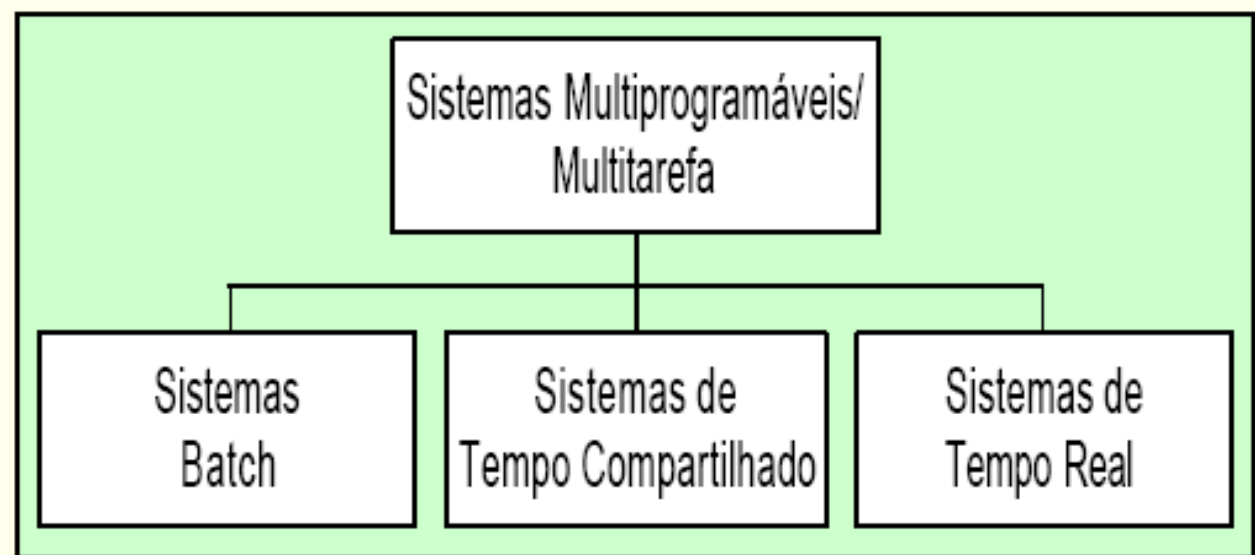 Sistemas Multiprogramáveis/
Multitarefa
Sistemas
Batch
Sistemas de
Tempo Compartilhado
Sistemas de
Tempo Real